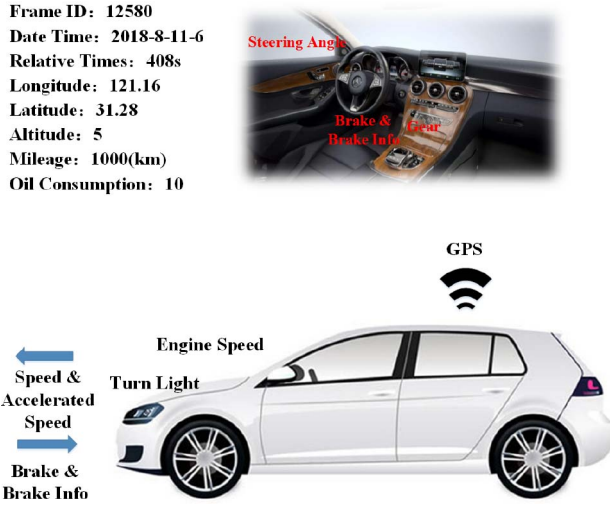 Frame ID：12580
Date Time：2018-8-11-6
Relative Times：408s
Longitude：121.16
Latitude：31.28
Altitude：5
Mileage：1000(km)
Oil Consumption：10
Steering Angle
Brake &
Brake Info
Gear
GPS
Engine Speed
Turn Light
Speed &
Accelerated
Speed
Brake &
Brake Info